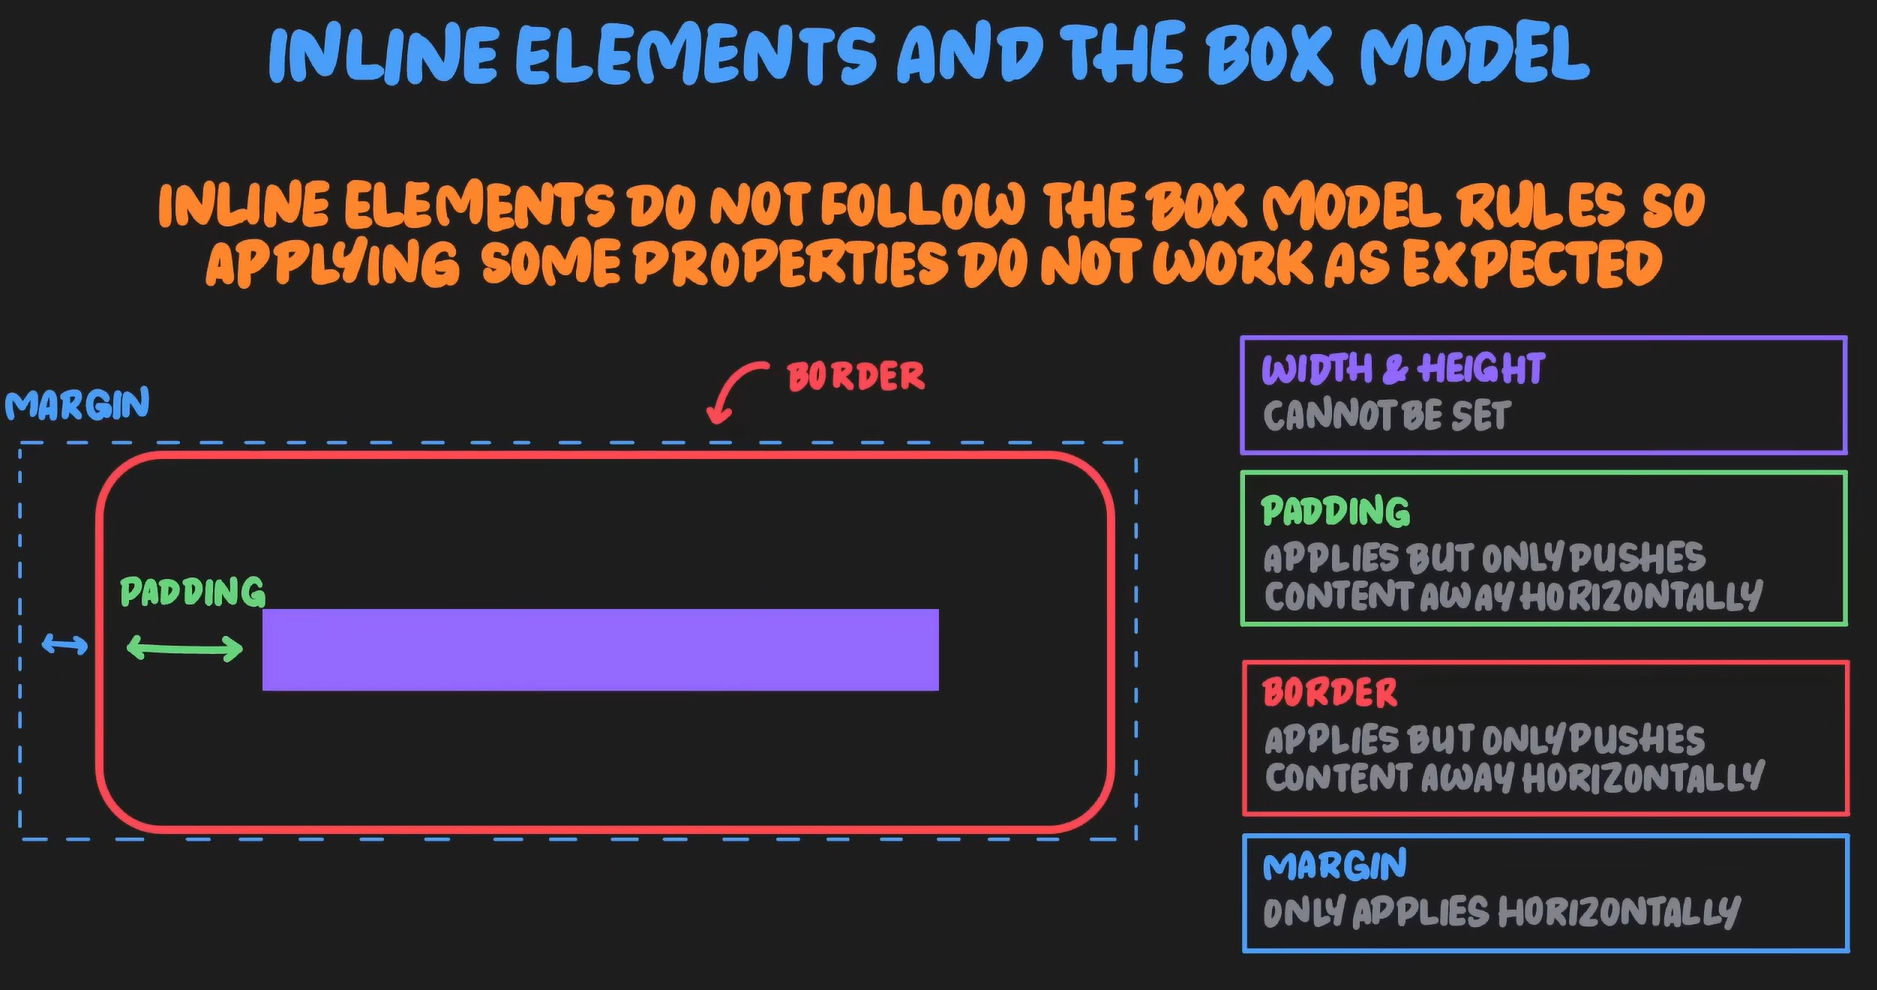 INLINE ELEMENTS AND THE BOX MODEL
INLINE ELEMENTS DO NOT FOLLOW THE BOX MODEL RULES SO
APPLYING SOME PROPERTIES DO NOT WORK AS EXPECTED
BORDER
MARGIN
PADDING
WIDTH & HEIGHT
CANNOT BE SET
PADDING
APPLIES BUT ONLY PUSHES
CONTENT AWAY HORIZONTALLY
BORDER
APPLIES BUT ONLY PUSHES
CONTENT AWAY HORIZONTALLY
MARGIN
ONLY APPLIES HORIZONTALLY